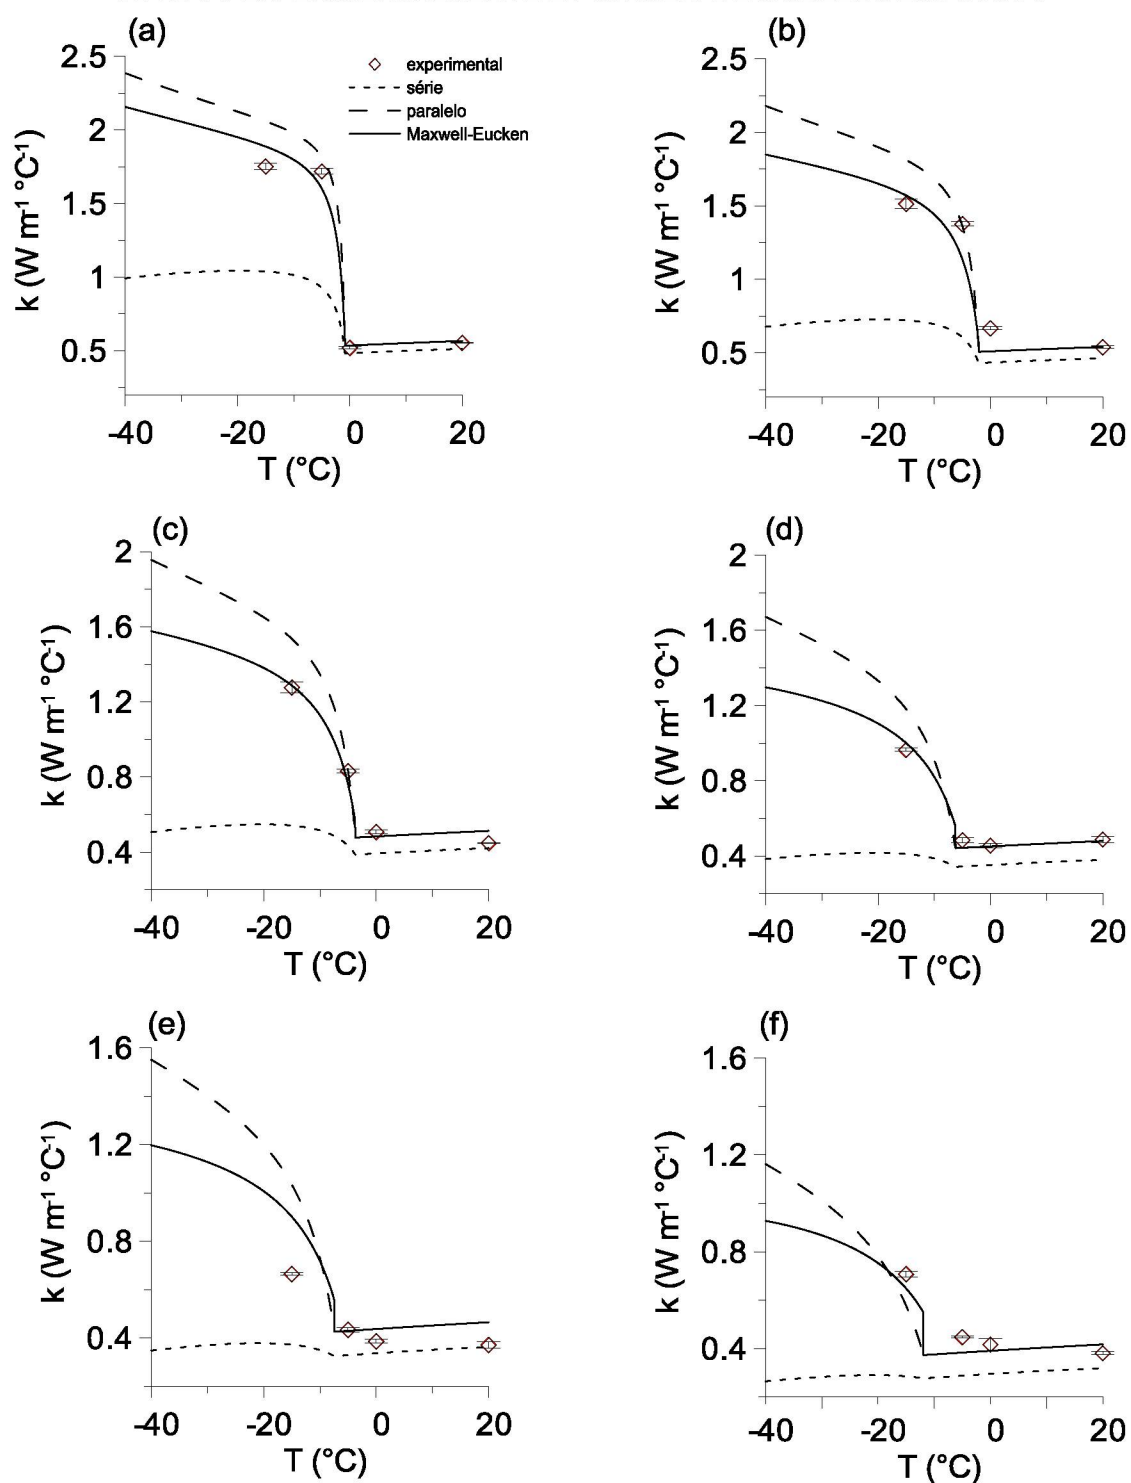 (a)
2.5
2
1.5
1
0.5
k (W m⁻¹ °C⁻¹)
-40 -20 0 20
T (°C)
experimental
série
paralelo
Maxwell-Eucken
(b)
2.5
2
1.5
1
0.5
k (W m⁻¹ °C⁻¹)
-40 -20 0 20
T (°C)
(c)
2
1.6
1.2
0.8
0.4
k (W m⁻¹ °C⁻¹)
-40 -20 0 20
T (°C)
(d)
2
1.6
1.2
0.8
0.4
k (W m⁻¹ °C⁻¹)
-40 -20 0 20
T (°C)
(e)
1.6
1.2
0.8
0.4
k (W m⁻¹ °C⁻¹)
-40 -20 0 20
T (°C)
(f)
1.6
1.2
0.8
0.4
k (W m⁻¹ °C⁻¹)
-40 -20 0 20
T (°C)